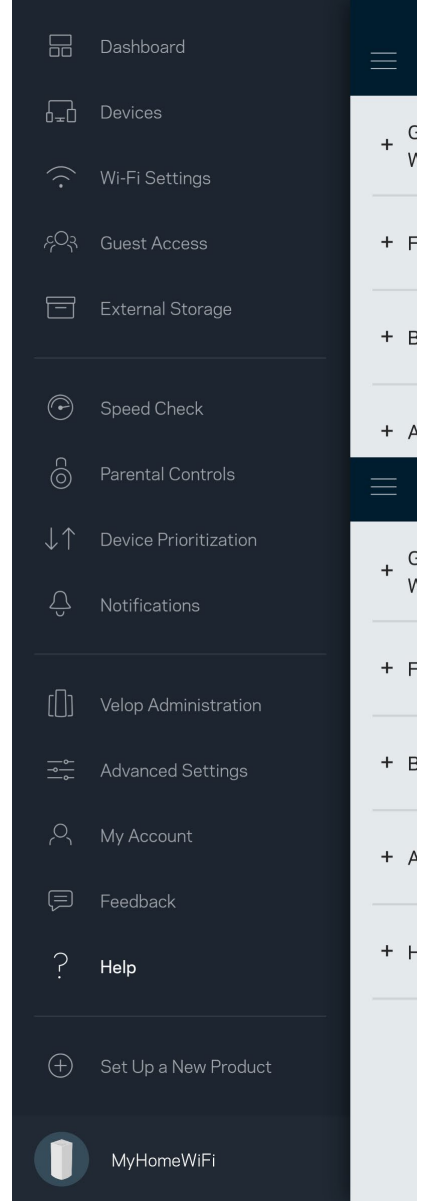 Dashboard
Devices
Wi-Fi Settings
Guest Access
External Storage
Speed Check
Parental Controls
Device Prioritization
Notifications
Velop Administration
Advanced Settings
My Account
Feedback
Help
Set Up a New Product
MyHomeWiFi